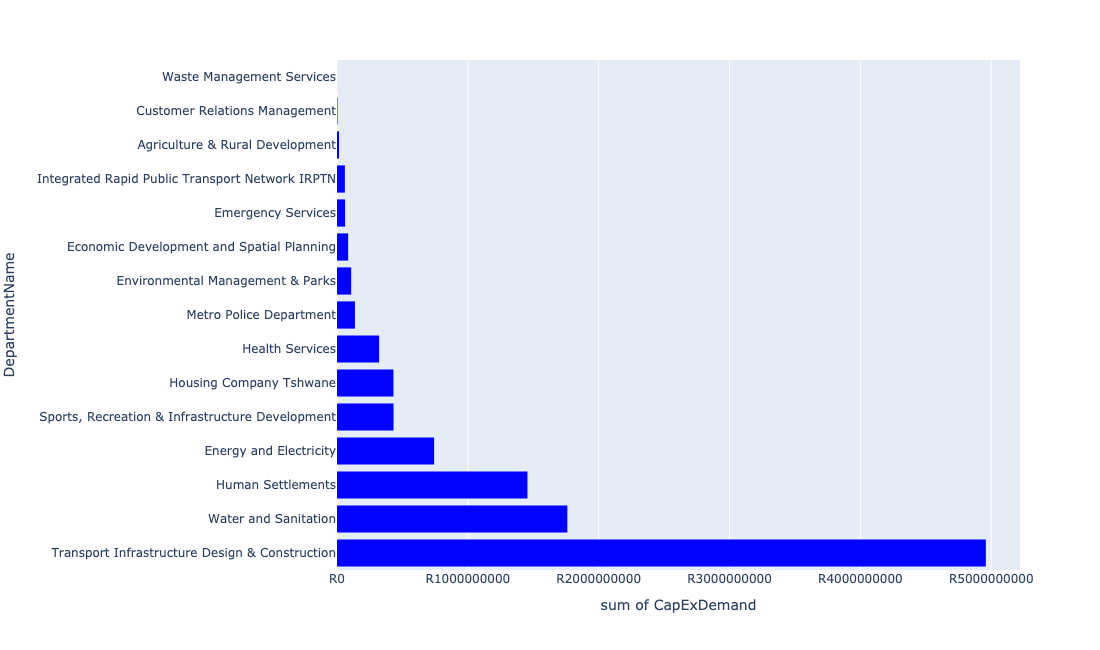 Waste Management Services
Customer Relations Management
Agriculture & Rural Development
Integrated Rapid Public Transport Network IRPTN
Emergency Services
Economic Development and Spatial Planning
Environmental Management & Parks
Metro Police Department
Health Services
Housing Company Tshwane
Sports, Recreation & Infrastructure Development
Energy and Electricity
Human Settlements
Water and Sanitation
Transport Infrastructure Design & Construction
DepartmentName
R0 R1000000000 R2000000000 R3000000000 R4000000000 R5000000000
sum of CapExDemand